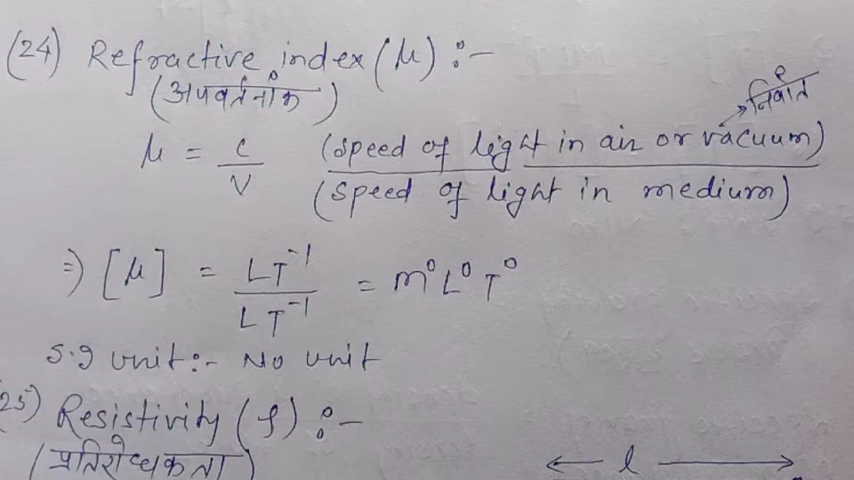 (24) Refractive index (μ) :-
(अपवर्तनांक)
→ निर्वात
μ = c/v (speed of light in air or vacuum) / (speed of light in medium)
⇒ [μ] = LT⁻¹/LT⁻¹ = M⁰L⁰T⁰
S.I unit:- No unit
(25) Resistivity (ρ) :-
(प्रतिरोधकता)
← l →